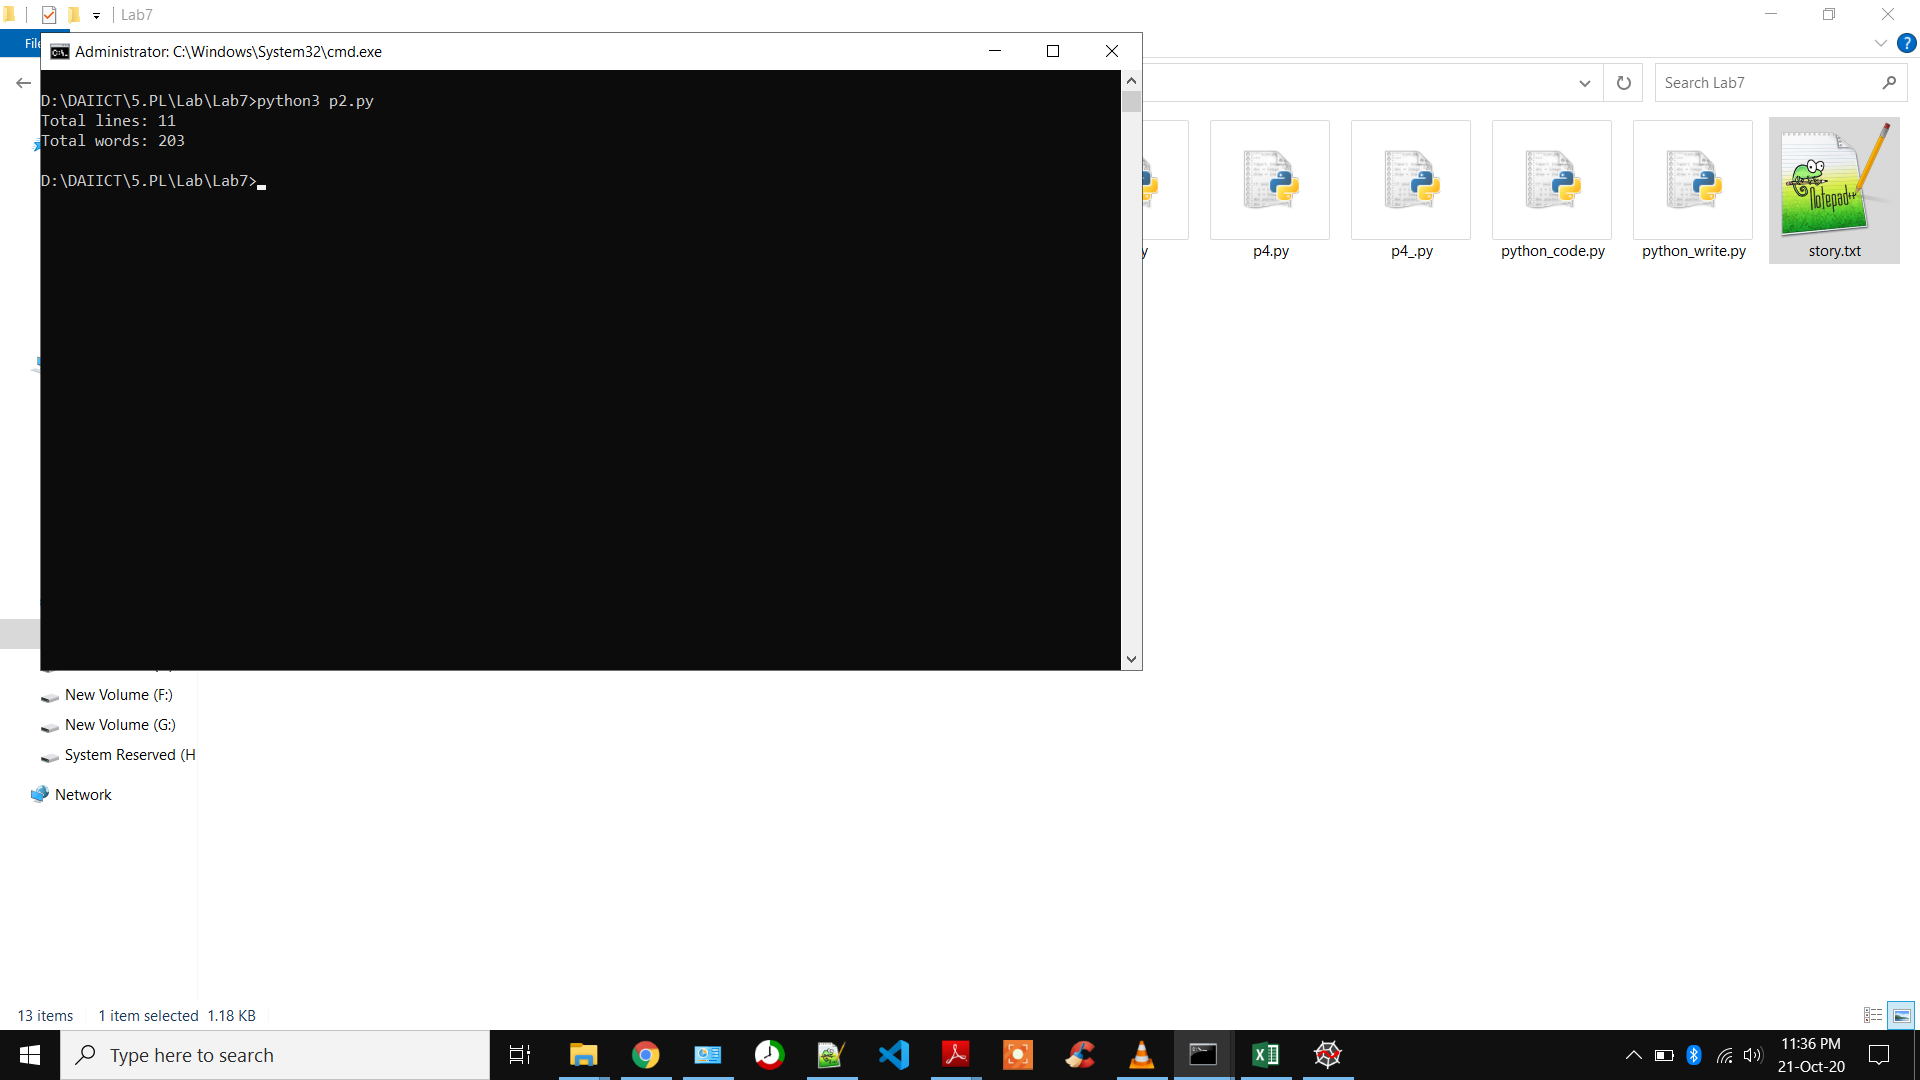 Lab7
File
Administrator: C:\Windows\System32\cmd.exe
D:\DAIICT\5.PL\Lab\Lab7>python3 p2.py
Total lines: 11
Total words: 203
D:\DAIICT\5.PL\Lab\Lab7>
Search Lab7
p4.py
p4_.py
python_code.py
python_write.py
Notepad++
story.txt
New Volume (F:)
New Volume (G:)
System Reserved (H
Network
13 items
1 item selected 1.18 KB
Type here to search
11:36 PM
21-Oct-20